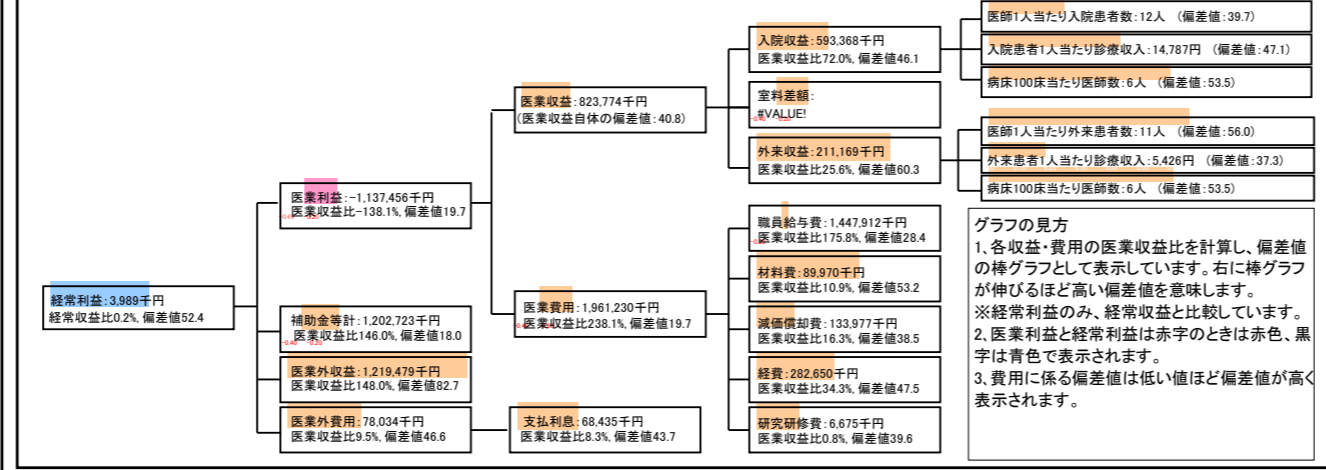 医師1人当たり入院患者数：12人　（偏差値：39.7）
入院収益：593,368千円
医業収益比72.0%, 偏差値46.1
入院患者1人当たり診療収入：14,787円　（偏差値：47.1）
病床100床当たり医師数：6人　（偏差値：53.5）
医業収益：823,774千円
（医業収益自体の偏差値：40.8）
室料差額：
#VALUE!
-0.40 -0.20
外来収益：211,169千円
医業収益比25.6%, 偏差値60.3
医師1人当たり外来患者数：11人　（偏差値：56.0）
外来患者1人当たり診療収入：5,426円　（偏差値：37.3）
病床100床当たり医師数：6人　（偏差値：53.5）
医業利益：-1,137,456千円
医業収益比-138.1%, 偏差値19.7
-0.40 -0.20
職員給与費：1,447,912千円
医業収益比175.8%, 偏差値28.4
材料費：89,970千円
医業収益比10.9%, 偏差値53.2
経常利益：3,989千円
経常収益比0.2%, 偏差値52.4
医業費用：1,961,230千円
医業収益比238.1%, 偏差値19.7
補助金等計：1,202,723千円
医業収益比146.0%, 偏差値18.0
-0.40 -0.20
減価償却費：133,977千円
医業収益比16.3%, 偏差値38.5
医業外収益：1,219,479千円
医業収益比148.0%, 偏差値82.7
経費：282,650千円
医業収益比34.3%, 偏差値47.5
医業外費用：78,034千円
医業収益比9.5%, 偏差値46.6
支払利息：68,435千円
医業収益比8.3%, 偏差値43.7
研究研修費：6,675千円
医業収益比0.8%, 偏差値39.6
グラフの見方
1、各収益・費用の医業収益比を計算し、偏差値
の棒グラフとして表示しています。右に棒グラフ
が伸びるほど高い偏差値を意味します。
※経常利益のみ、経常収益と比較しています。
2、医業利益と経常利益は赤字のときは赤色、黒
字は青色で表示されます。
3、費用に係る偏差値は低い値ほど偏差値が高く
表示されます。